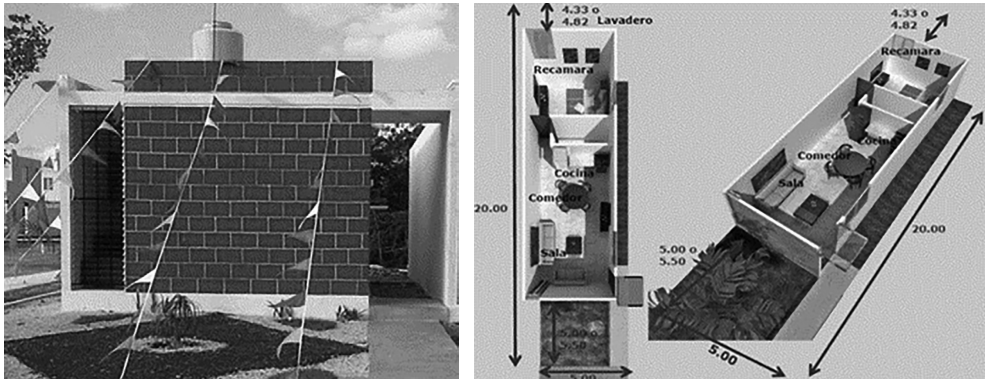 4.33 o
4.82
Lavadero
Recamara
Cocina
Comedor
Sala
20.00
5.00 o
5.50
5.00
4.33 o
4.82
Recamara
Cocina
Comedor
Sala
20.00
5.00 o
5.50
5.00